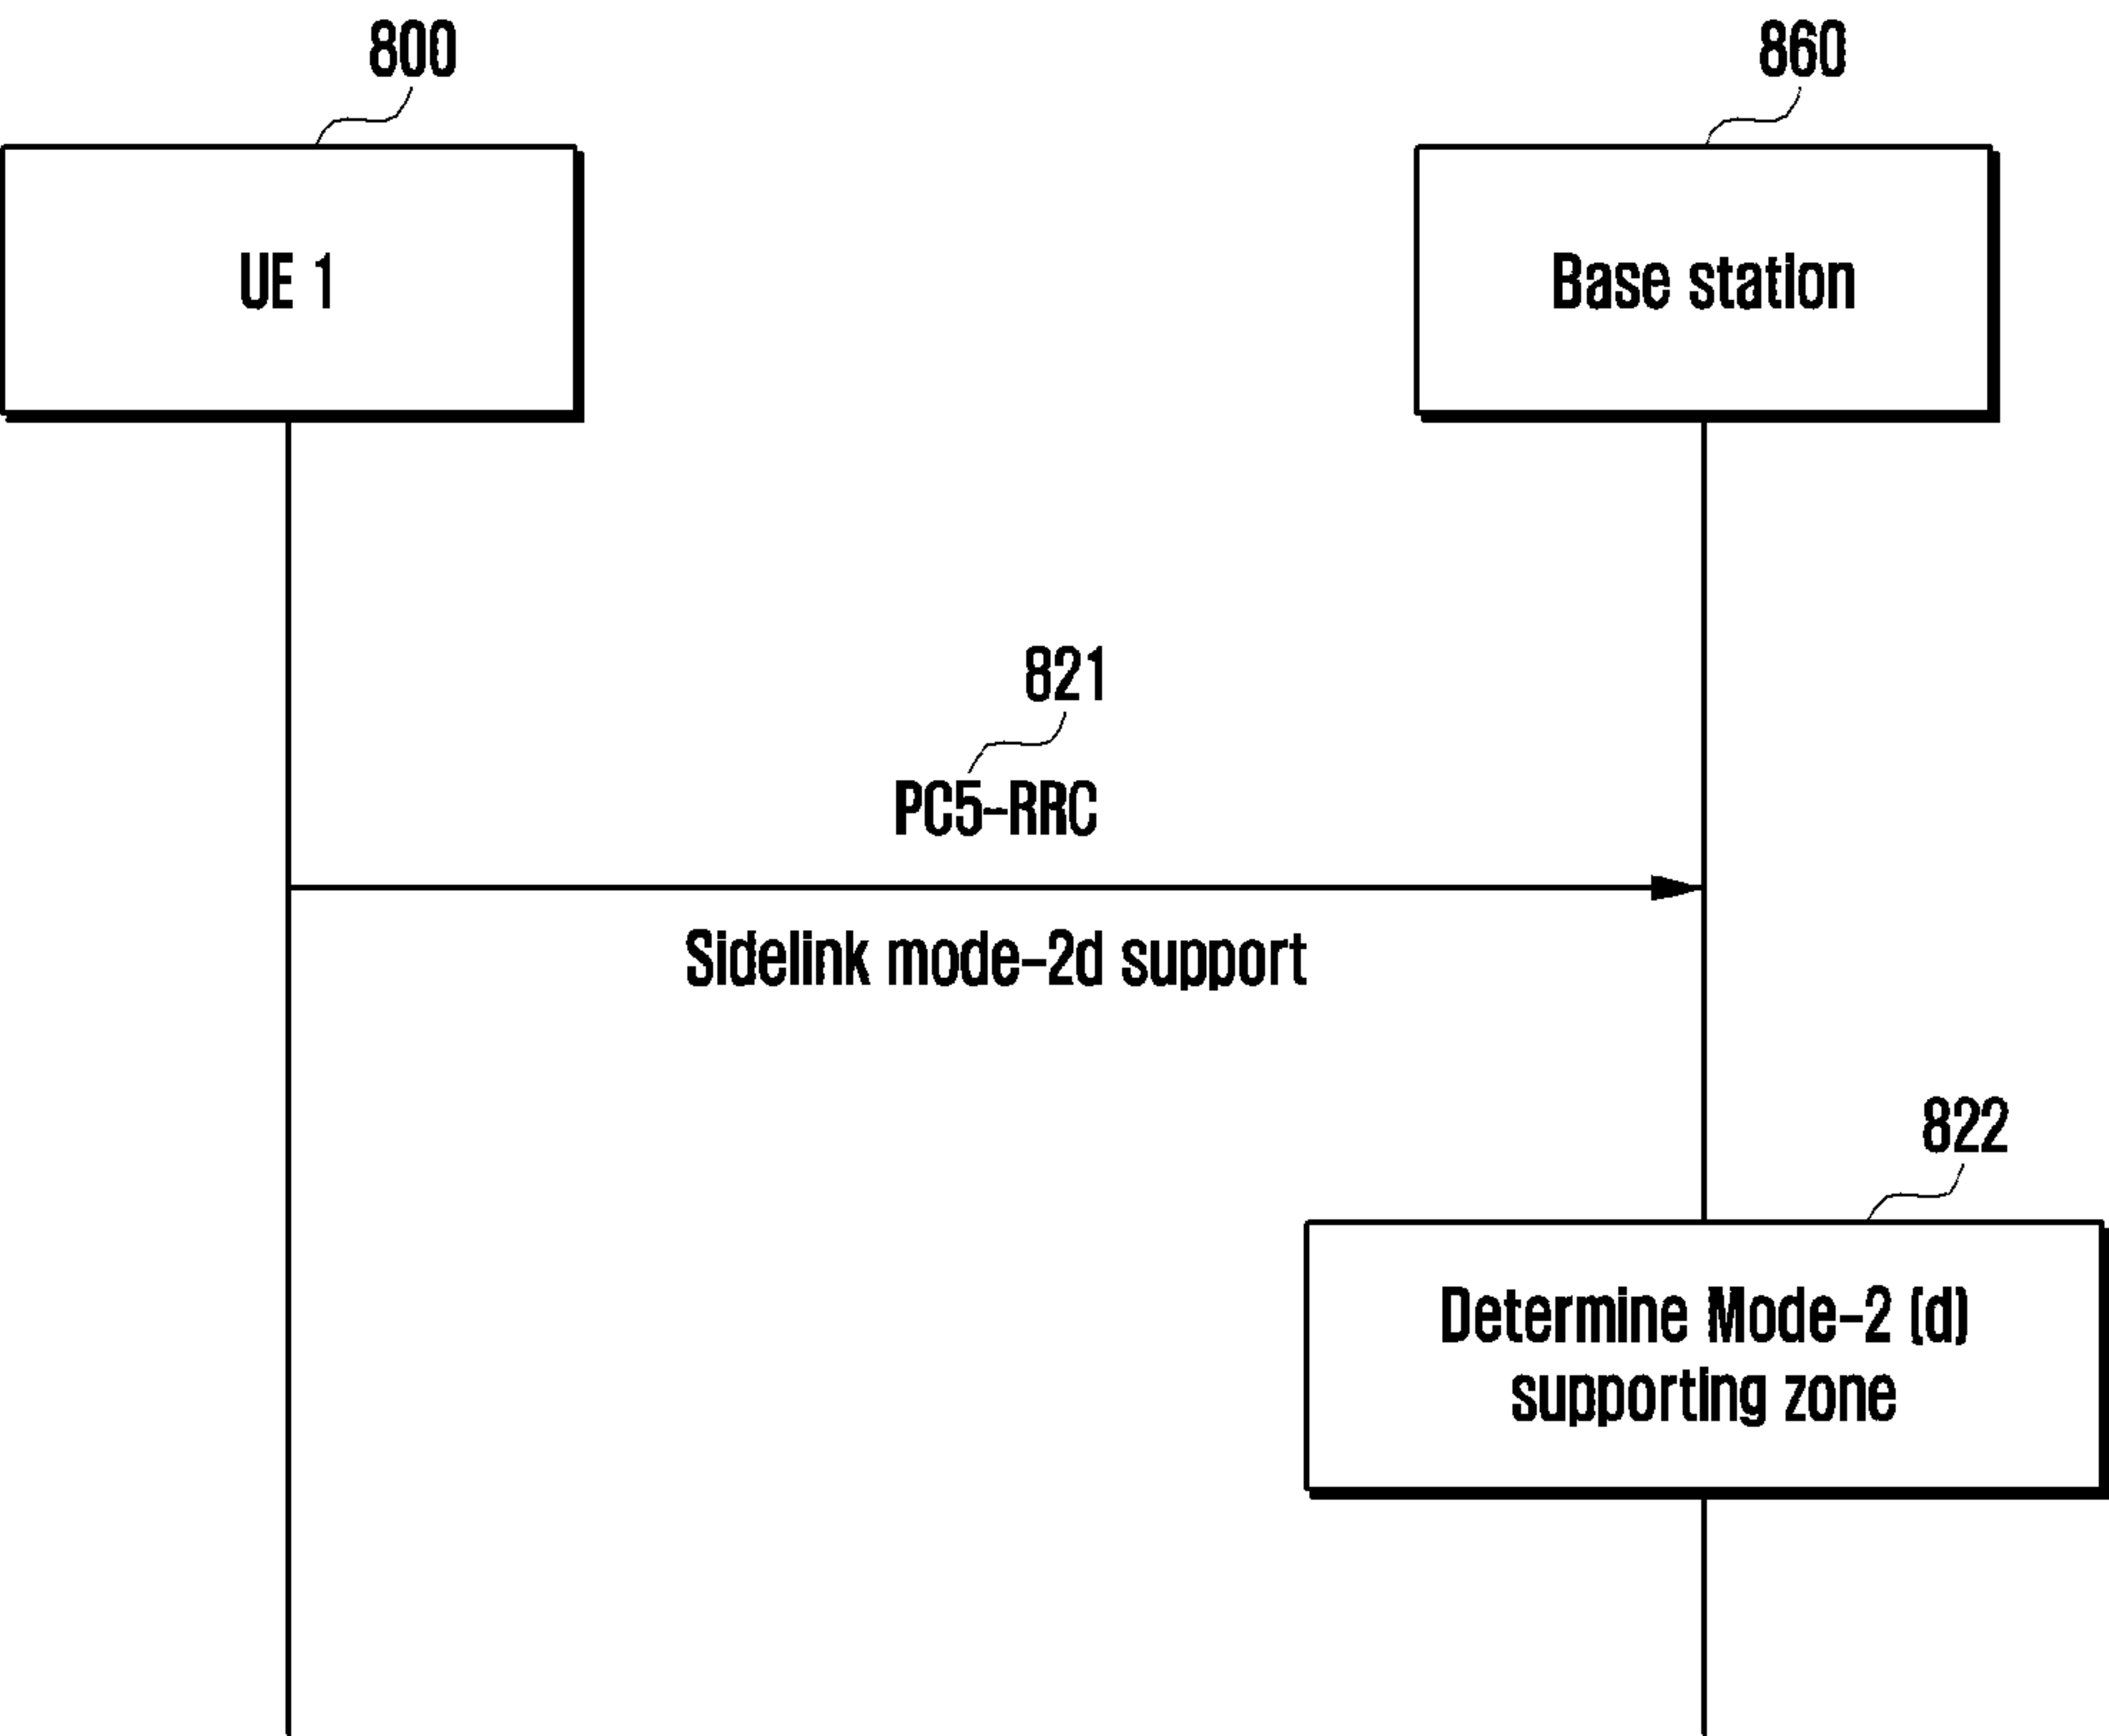 800
860
UE 1
Base station
821
PC5-RRC
Sidelink mode-2d support
822
Determine Mode-2 (d)
supporting zone